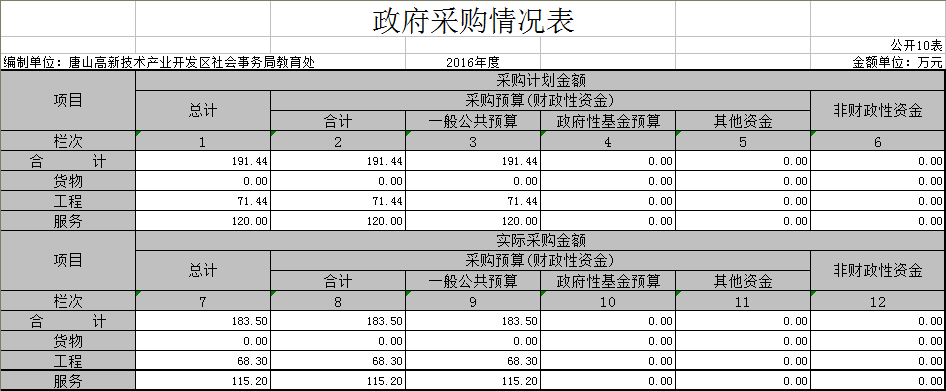 政府采购情况表
公开10表
编制单位：唐山高新技术产业开发区社会事务局教育处 2016年度 金额单位：万元
项目 采购计划金额
总计 采购预算(财政性资金) 非财政性资金
合计 一般公共预算 政府性基金预算 其他资金
栏次 1 2 3 4 5 6
合 计 191.44 191.44 191.44 0.00 0.00 0.00
货物 0.00 0.00 0.00 0.00 0.00 0.00
工程 71.44 71.44 71.44 0.00 0.00 0.00
服务 120.00 120.00 120.00 0.00 0.00 0.00
项目 实际采购金额
总计 采购预算(财政性资金) 非财政性资金
合计 一般公共预算 政府性基金预算 其他资金
栏次 7 8 9 10 11 12
合 计 183.50 183.50 183.50 0.00 0.00 0.00
货物 0.00 0.00 0.00 0.00 0.00 0.00
工程 68.30 68.30 68.30 0.00 0.00 0.00
服务 115.20 115.20 115.20 0.00 0.00 0.00